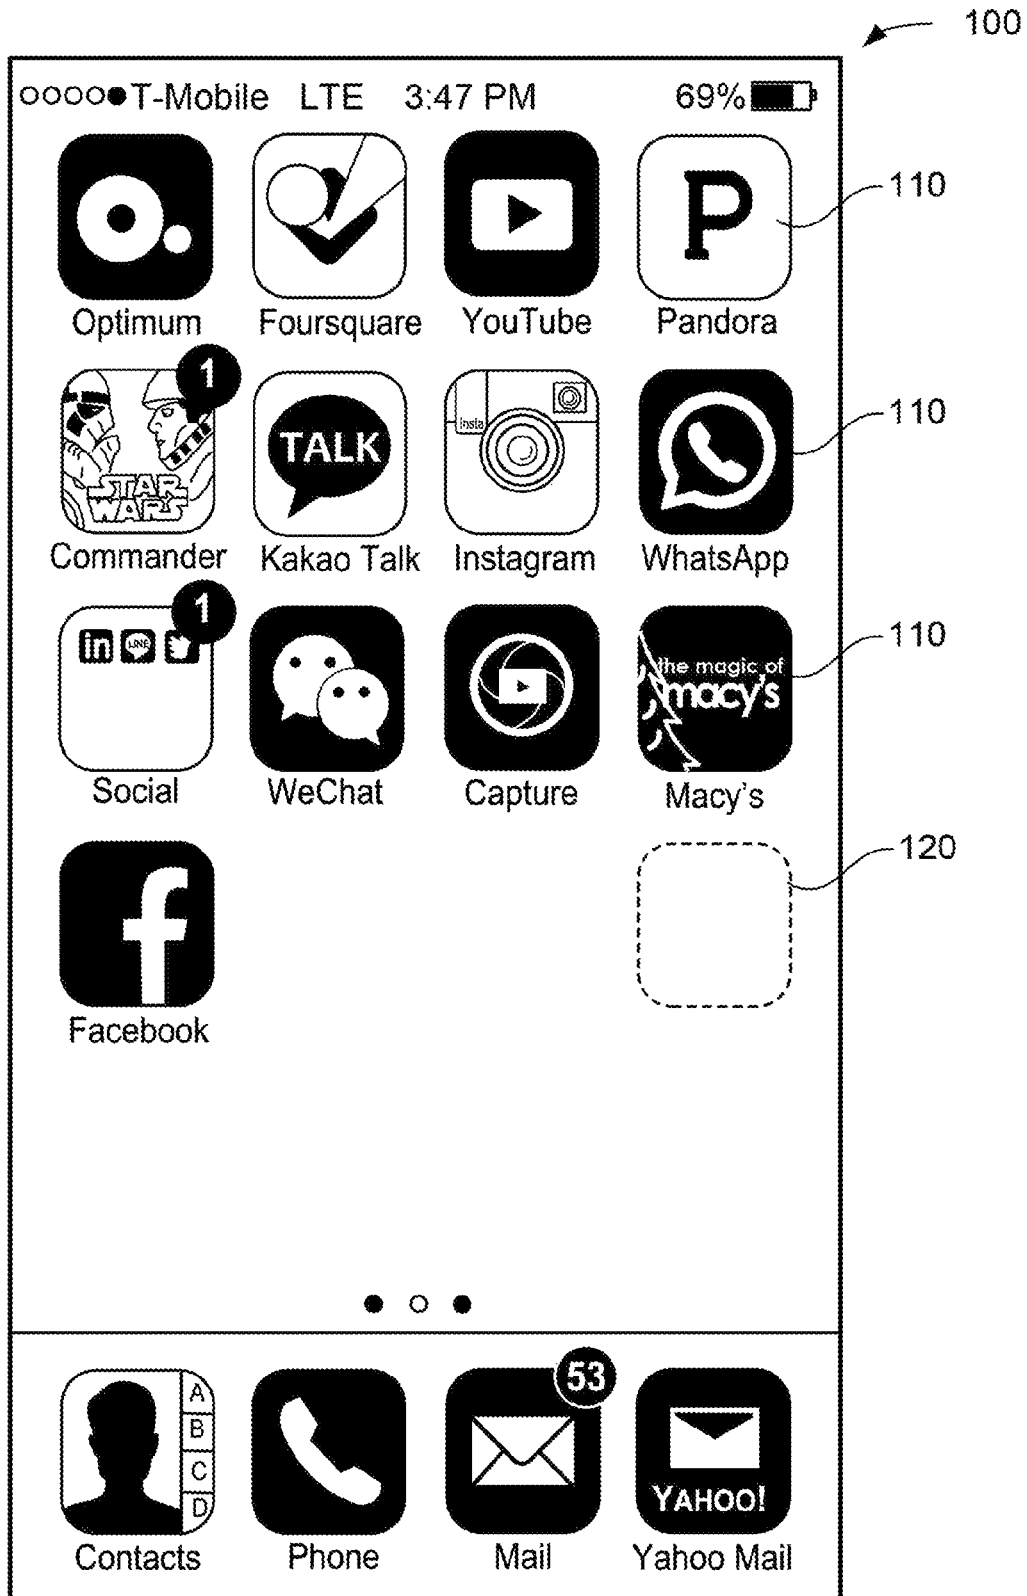 100
T-Mobile LTE 3:47 PM 69%
P 110
Optimum Foursquare YouTube Pandora
1
TALK insta 110
STAR WARS
Commander Kakao Talk Instagram WhatsApp
1
in LINE the magic of 110
macy's
Social WeChat Capture Macy's
120
f
Facebook
53
A
B
C
D
YAHOO!
Contacts Phone Mail Yahoo Mail